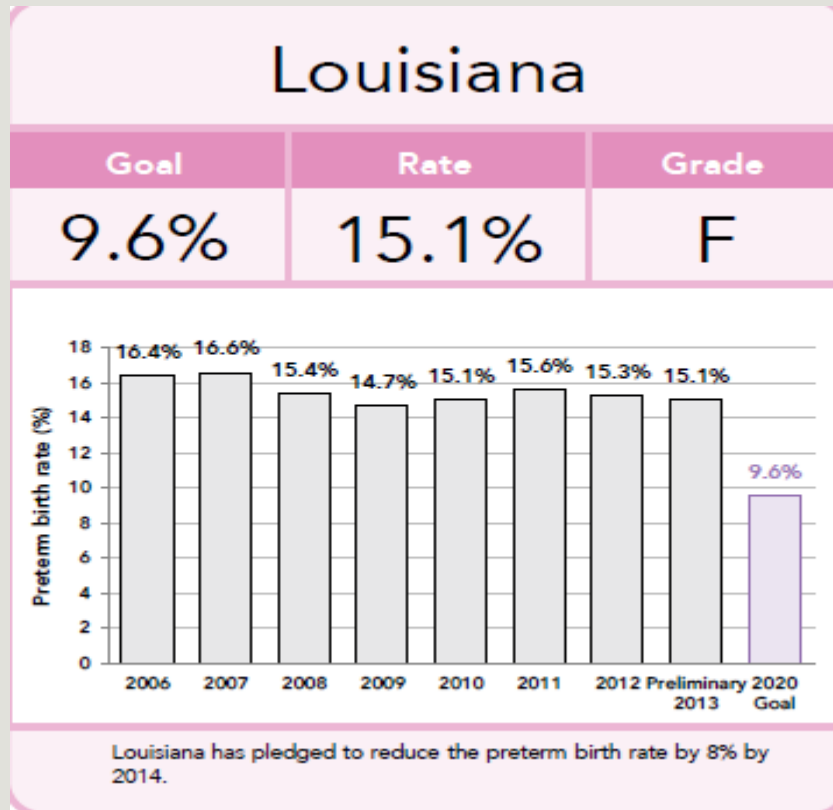 Louisiana
Goal Rate Grade
9.6% 15.1% F
18
16
14
12
10
8
6
4
2
0
Preterm birth rate (%)
16.4% 16.6% 15.4% 14.7% 15.1% 15.6% 15.3% 15.1% 9.6%
2006 2007 2008 2009 2010 2011 2012 Preliminary 2020
2013 Goal
Louisiana has pledged to reduce the preterm birth rate by 8% by
2014.